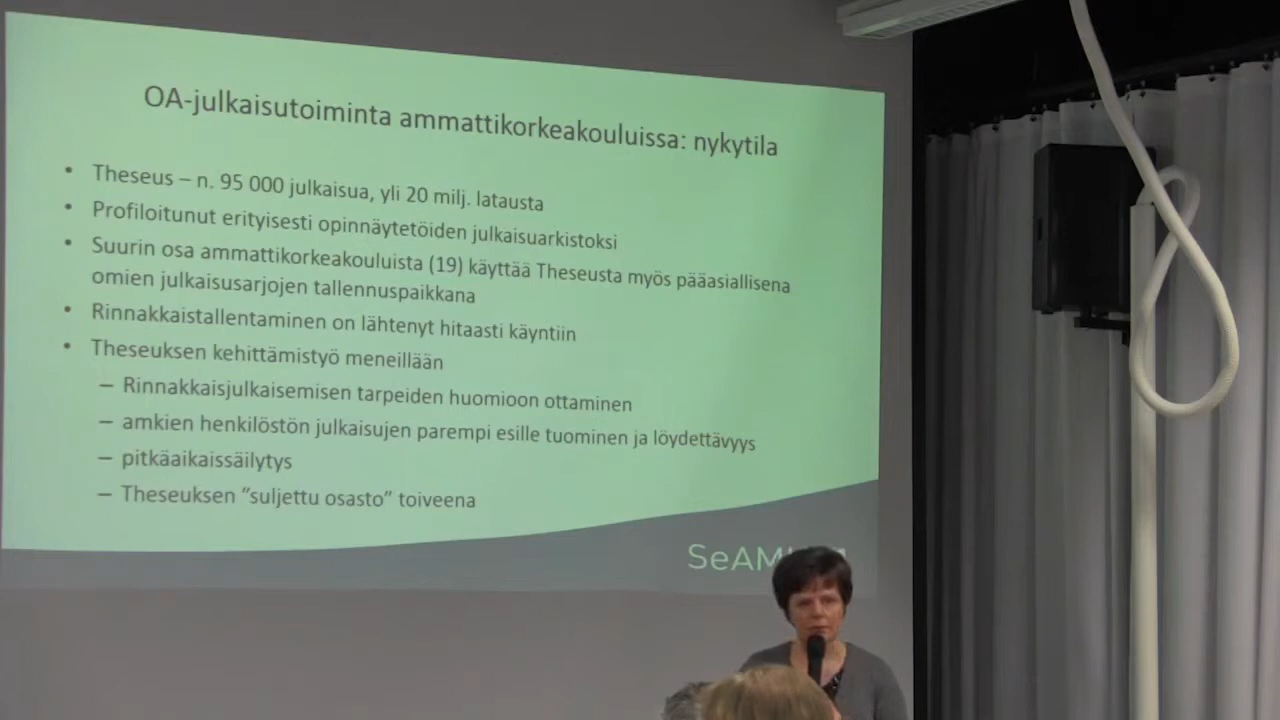 OA-julkaisutoiminta ammattikorkeakouluissa: nykytila
• Theseus – n. 95 000 julkaisua, yli 20 milj. latausta
• Profiloitunut erityisesti opinnäytetöiden julkaisuarkistoksi
• Suurin osa ammattikorkeakouluista (19) käyttää Theseusta myös pääasiallisena
omien julkaisusarjojen tallennuspaikkana
• Rinnakkaistallentaminen on lähtenyt hitaasti käyntiin
• Theseuksen kehittämistyö meneillään
– Rinnakkaisjulkaisemisen tarpeiden huomioon ottaminen
– amkien henkilöstön julkaisujen parempi esille tuominen ja löydettävyys
– pitkäaikaissäilytys
– Theseuksen ”suljettu osasto” toiveena